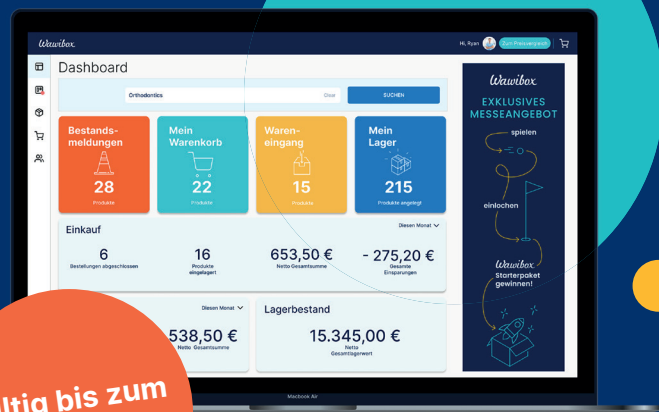 Wawibox
Hi, Ryan
Zum Preisvergleich
Dashboard
Orthodontics
Clear
SUCHEN
Bestands-
meldungen
28
Produkte
Mein
Warenkorb
22
Produkte
Waren-
eingang
15
Produkte
Mein
Lager
215
Produkte angelegt
Einkauf
Diesen Monat
6
Bestellungen abgeschlossen
16
Produkte
eingelagert
653,50 €
Netto Gesamtsumme
- 275,20 €
Gesamte
Einsparungen
Diesen Monat
538,50 €
Netto Gesamtsumme
Lagerbestand
15.345,00 €
Netto
Gesamtlagerwert
Wawibox
EXKLUSIVES
MESSEANGEBOT
spielen
einlochen
Wawibox
Starterpaket
gewinnen!
ltig bis zum
Macbook Air